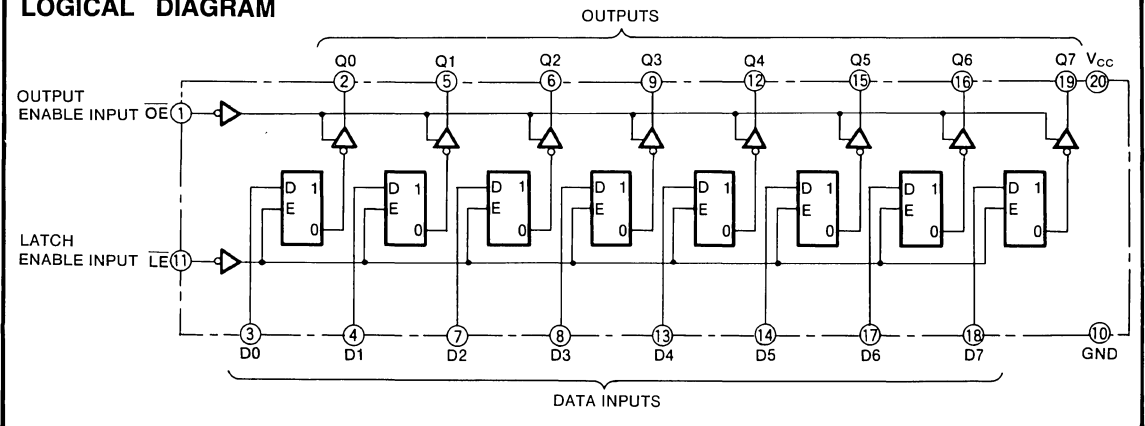 LOGICAL DIAGRAM
OUTPUTS
Q0 Q1 Q2 Q3 Q4 Q5 Q6 Q7 VCC
2 5 6 9 12 15 16 19 20
OUTPUT
ENABLE INPUT OE 1
D 1 D 1 D 1 D 1 D 1 D 1 D 1 D 1
E E E E E E E E
0 0 0 0 0 0 0 0
LATCH
ENABLE INPUT LE 11
3 4 7 8 13 14 17 18 10
D0 D1 D2 D3 D4 D5 D6 D7 GND
DATA INPUTS